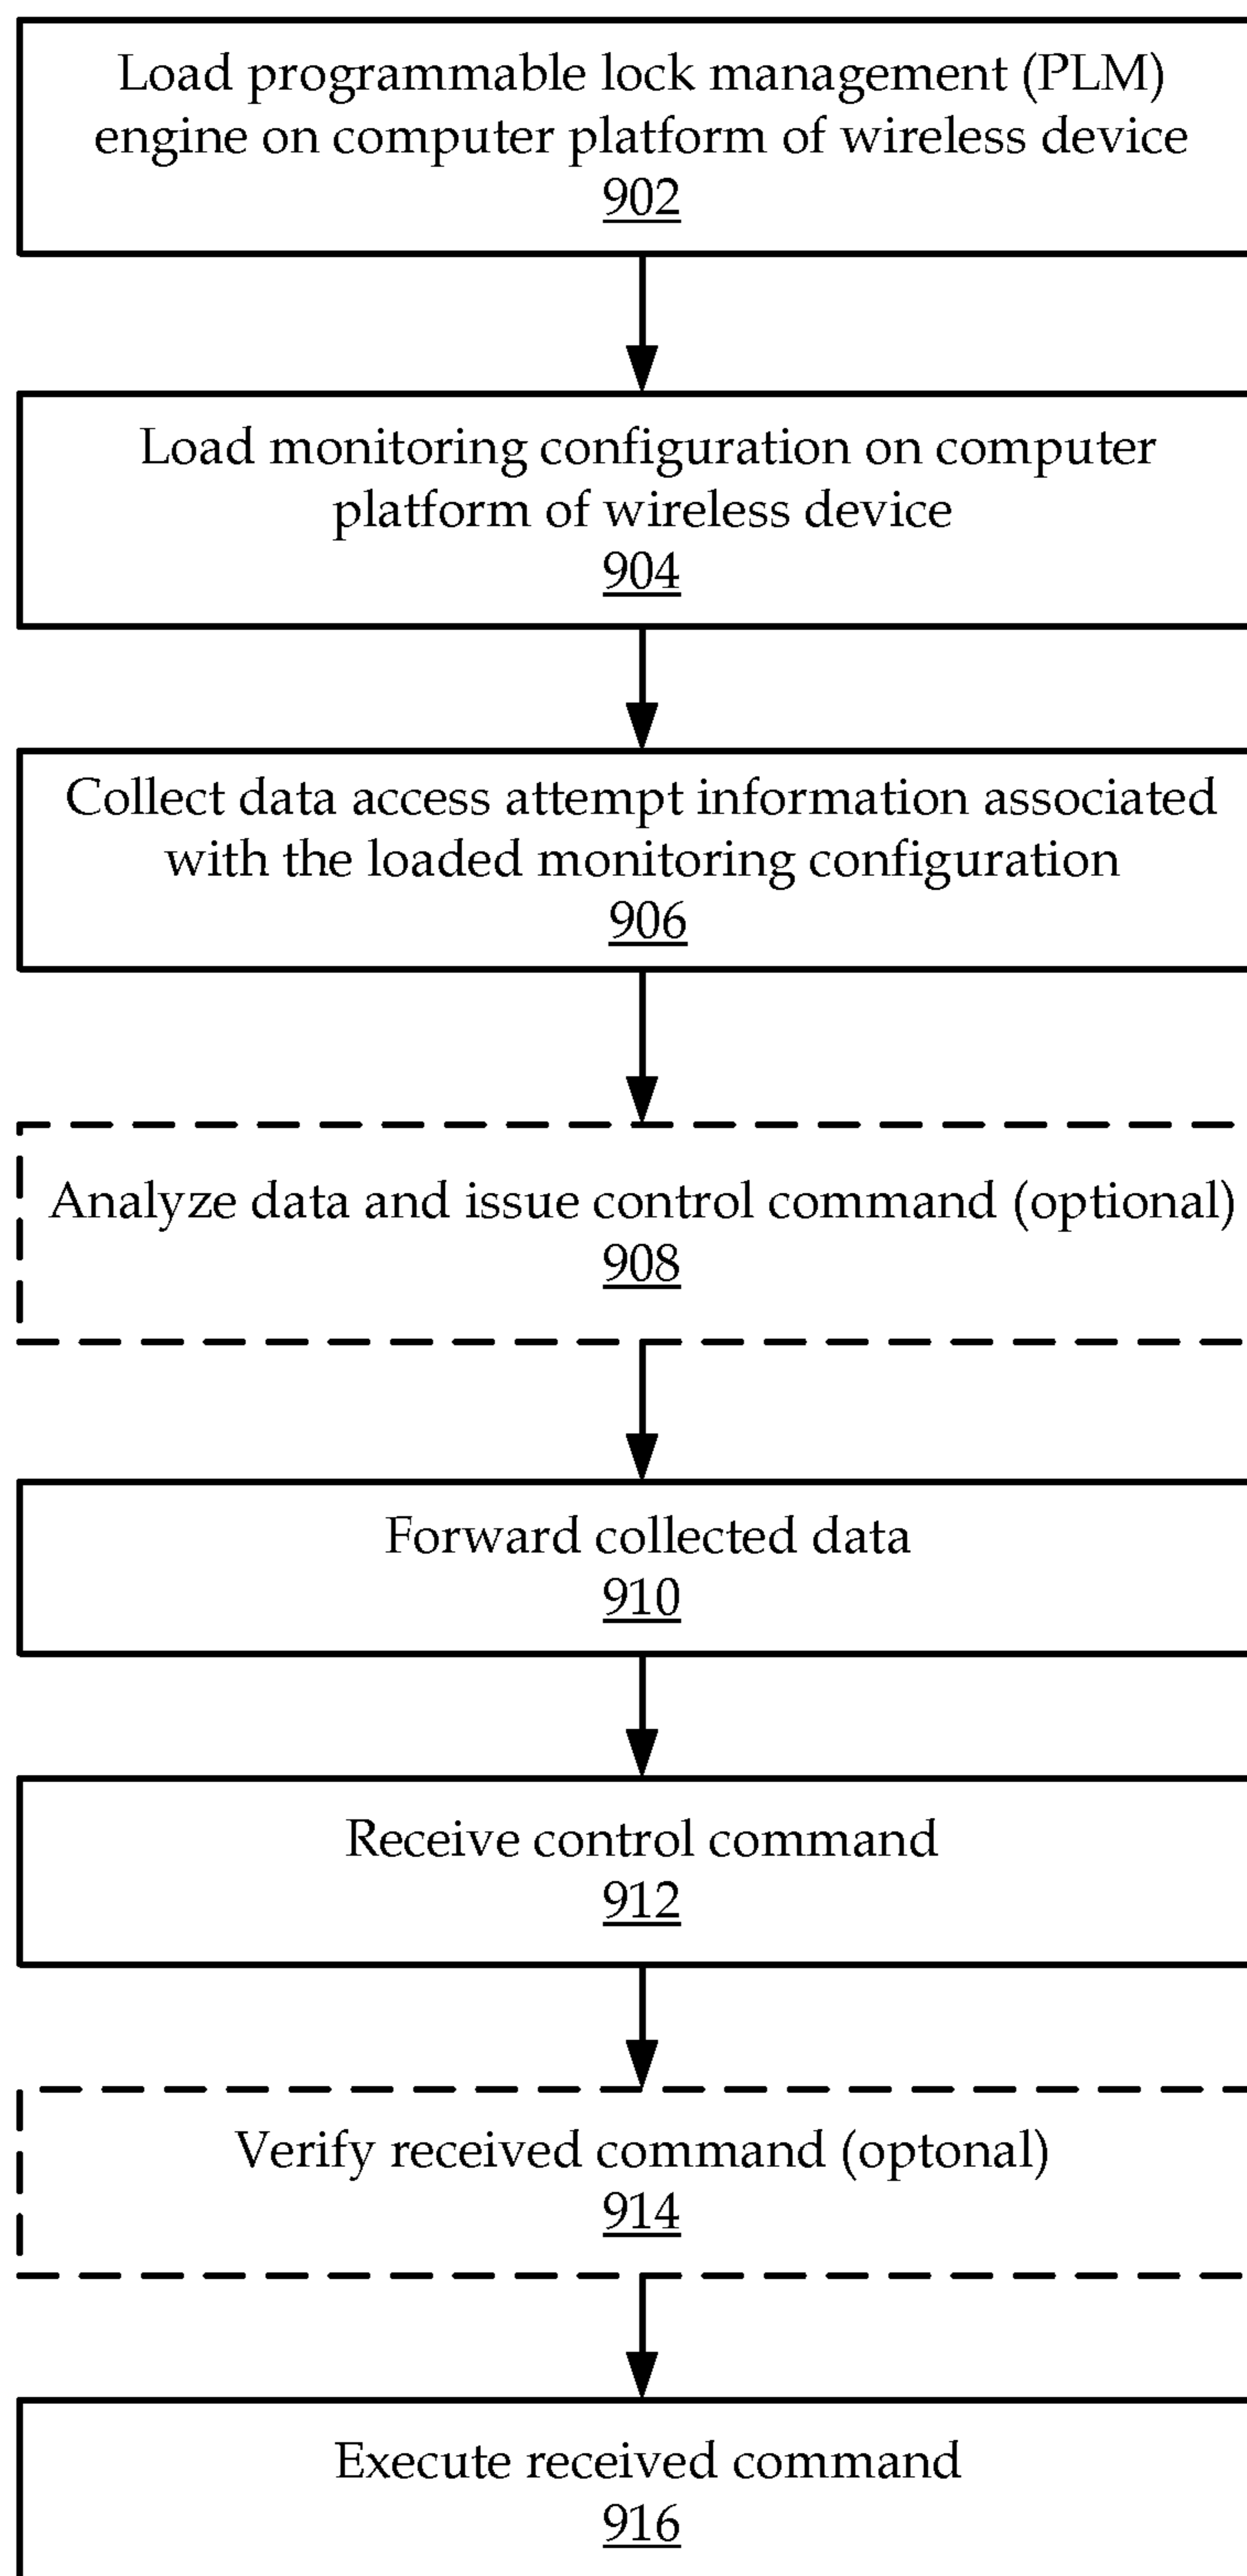 Load programmable lock management (PLM)
engine on computer platform of wireless device
902
Load monitoring configuration on computer
platform of wireless device
904
Collect data access attempt information associated
with the loaded monitoring configuration
906
Analyze data and issue control command (optional)
908
Forward collected data
910
Receive control command
912
Verify received command (optonal)
914
Execute received command
916